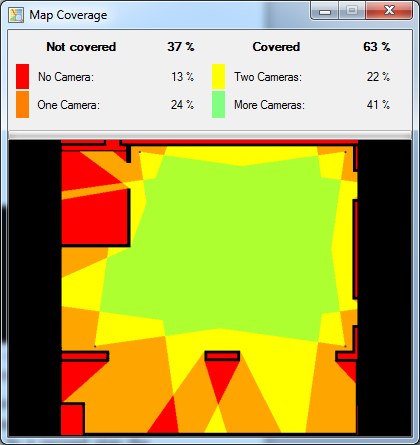 Map Coverage
Not covered 37 % Covered 63 %
No Camera: 13 % Two Cameras: 22 %
One Camera: 24 % More Cameras: 41 %